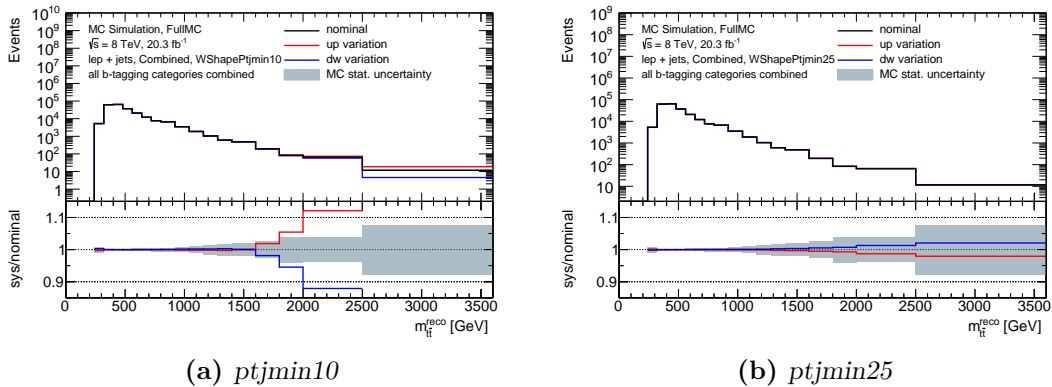 Events
10^10
10^9
10^8
10^7
10^6
10^5
10^4
10^3
10^2
10
1
MC Simulation, FullMC
√s = 8 TeV, 20.3 fb^-1
lep + jets, Combined, WShapePtjmin10
all b-tagging categories combined
nominal
up variation
dw variation
MC stat. uncertainty
sys/nominal
1.1
1
0.9
0 500 1000 1500 2000 2500 3000 3500
m_{tt̄}^{reco} [GeV]
(a) ptjmin10
Events
10^9
10^8
10^7
10^6
10^5
10^4
10^3
10^2
10
MC Simulation, FullMC
√s = 8 TeV, 20.3 fb^-1
lep + jets, Combined, WShapePtjmin25
all b-tagging categories combined
nominal
up variation
dw variation
MC stat. uncertainty
sys/nominal
1.1
1
0.9
0 500 1000 1500 2000 2500 3000 3500
m_{tt̄}^{reco} [GeV]
(b) ptjmin25